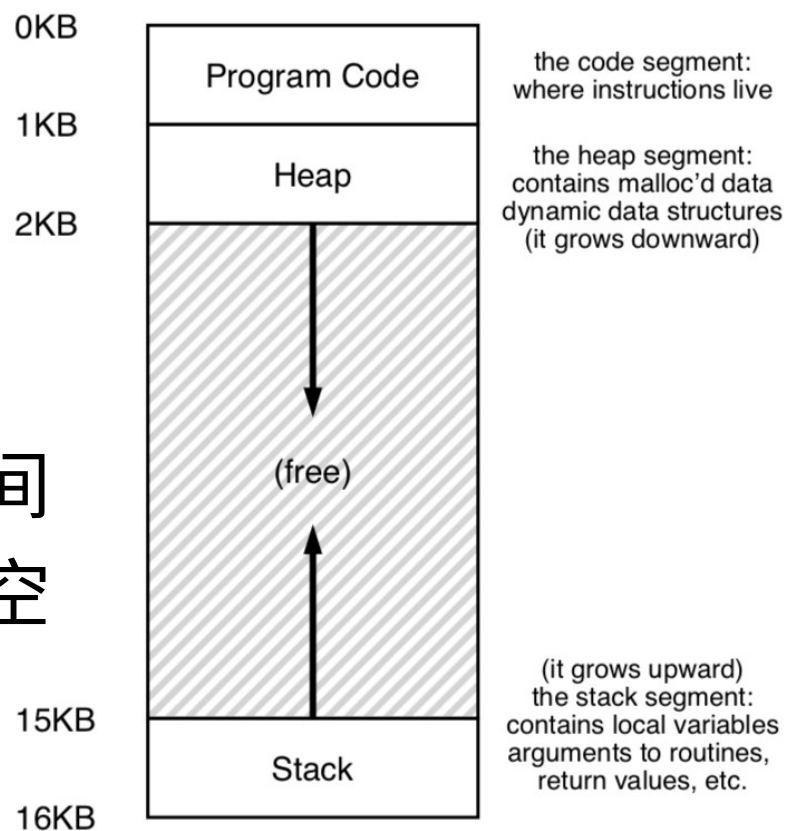 0KB
Program Code
the code segment:
where instructions live
1KB
Heap
the heap segment:
contains malloc'd data
dynamic data structures
(it grows downward)
2KB
(free)
间
空
(it grows upward)
the stack segment:
contains local variables
arguments to routines,
return values, etc.
15KB
Stack
16KB